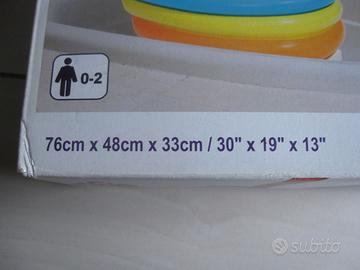 0-2
76cm x 48cm x 33cm / 30" x 19" x 13"
subito